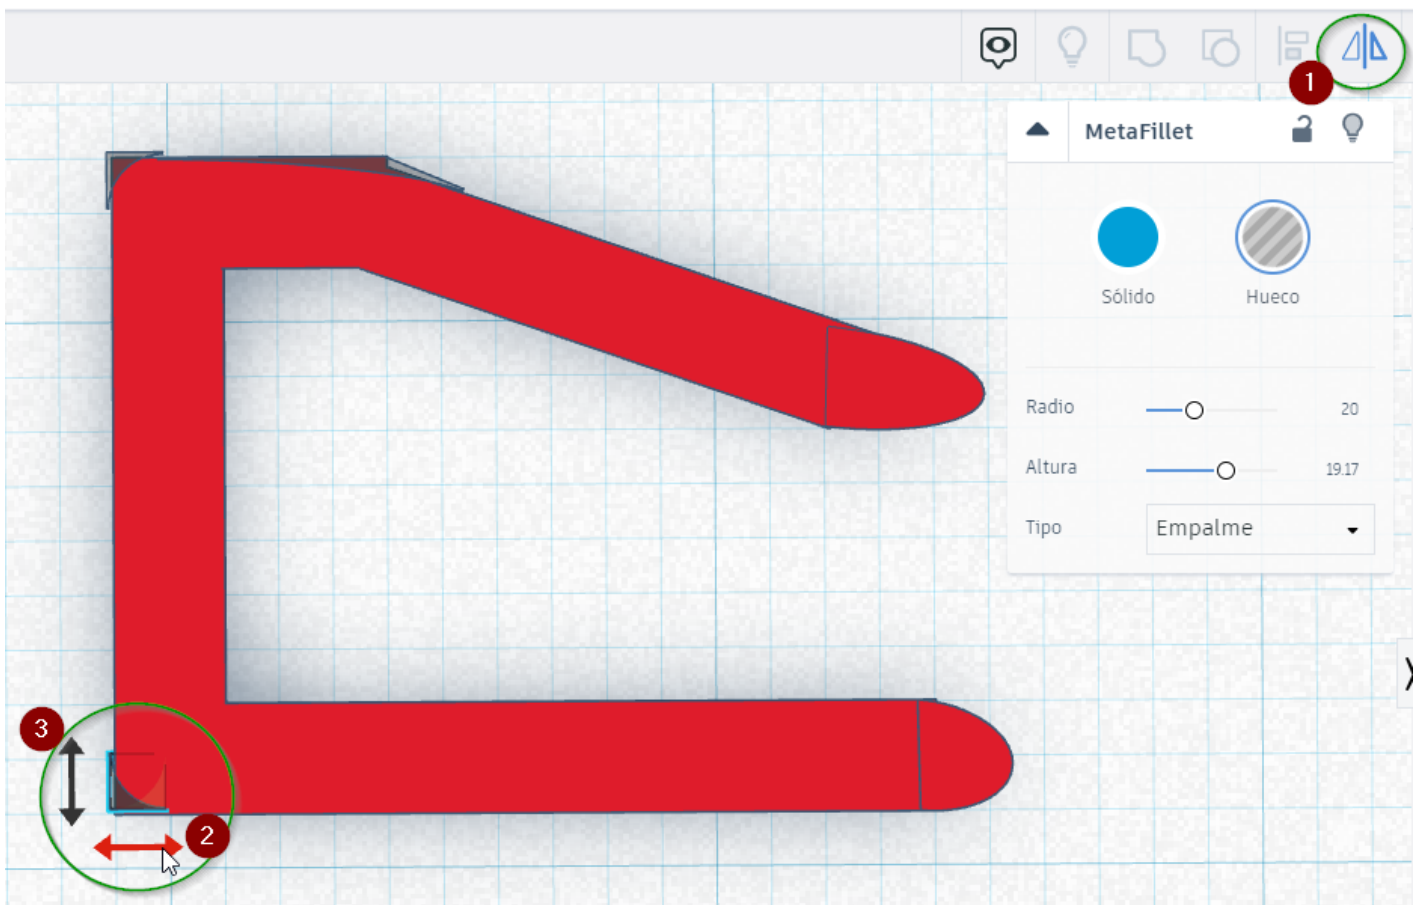 1
MetaFillet
Sólido
Hueco
Radio
20
Altura
19.17
Tipo
Empalme
3
2